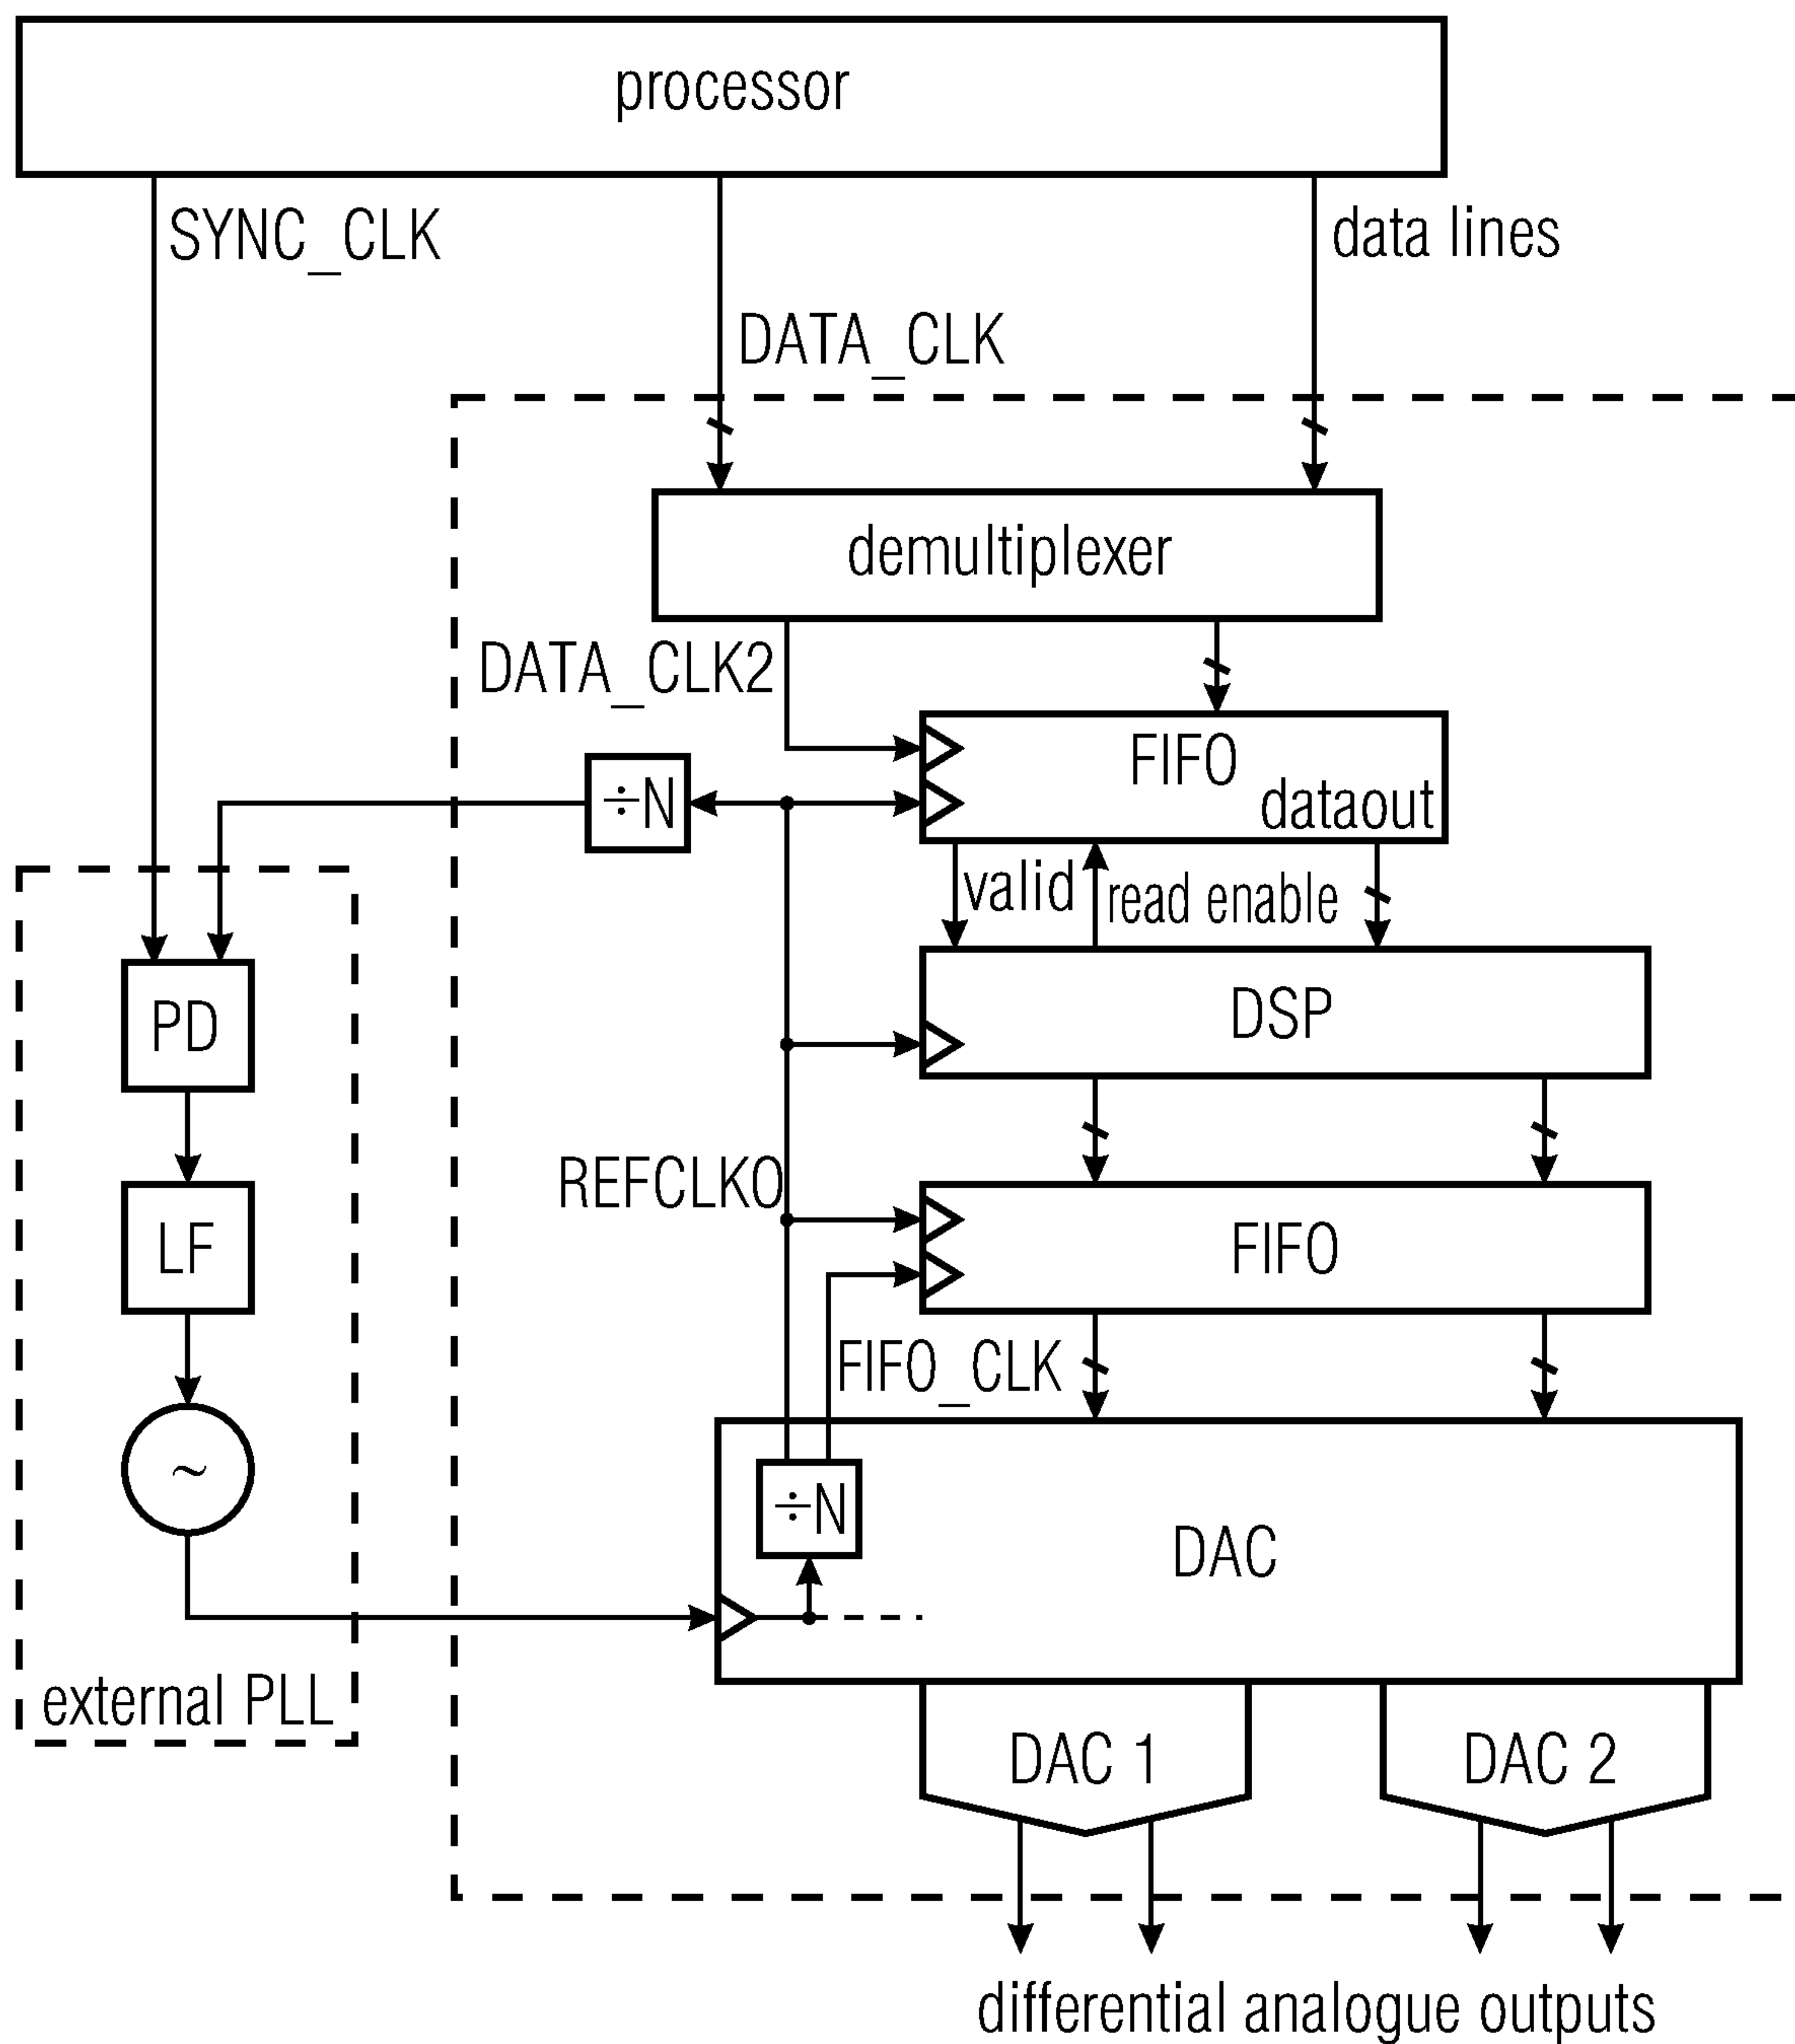 processor
SYNC_CLK
data lines
DATA_CLK
demultiplexer
DATA_CLK2
FIFO
÷N
dataout
valid
read enable
PD
DSP
REFCLKO
LF
FIFO
FIFO_CLK
~
÷N
DAC
external PLL
DAC 1
DAC 2
differential analogue outputs